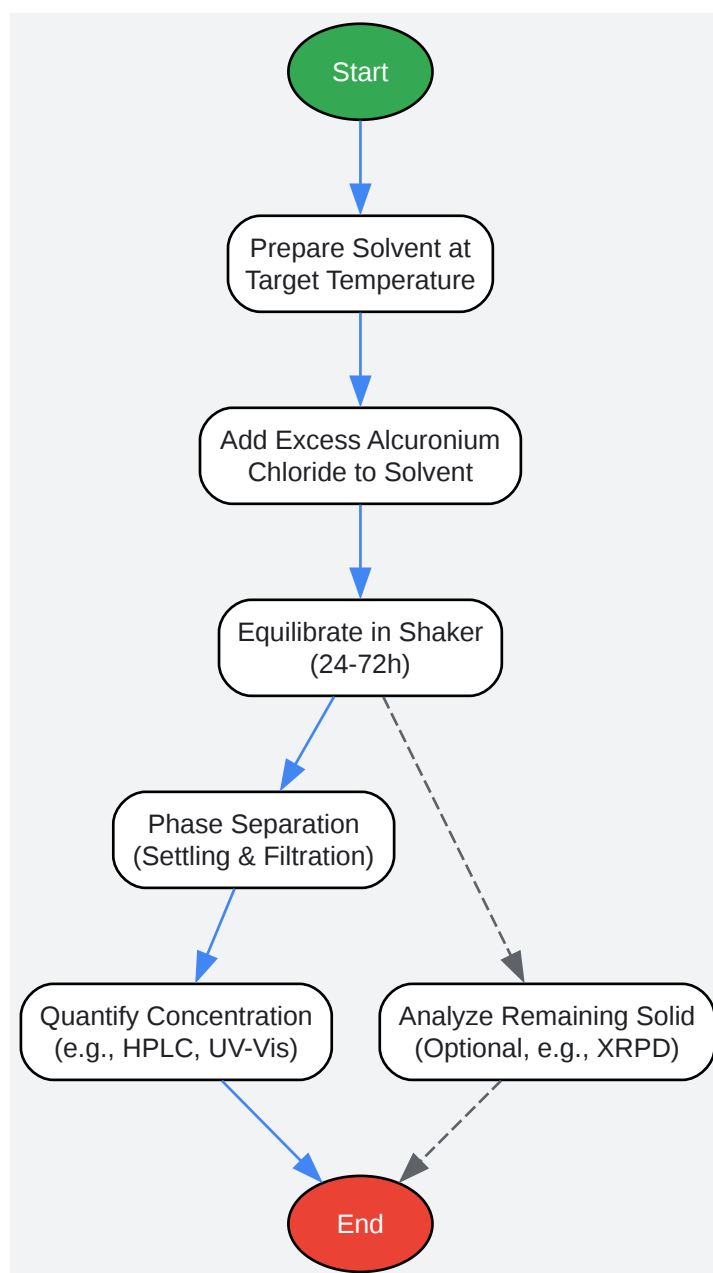 Start
Prepare Solvent at
Target Temperature
Add Excess Alcuronium
Chloride to Solvent
Equilibrate in Shaker
(24-72h)
Phase Separation
(Settling & Filtration)
Quantify Concentration
(e.g., HPLC, UV-Vis)
Analyze Remaining Solid
(Optional, e.g., XRPD)
End